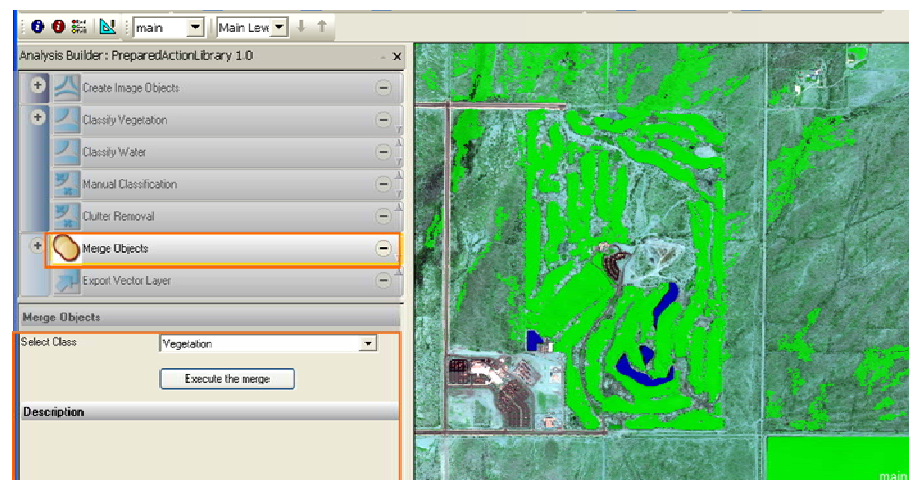 main
Main Leve
Analysis Builder : PreparedActionLibrary 1.0
Create Image Objects
Classify Vegetation
Classify Water
Manual Classification
Clutter Removal
Merge Objects
Export Vector Layer
Merge Objects
Select Class
Vegetation
Execute the merge
Description
main